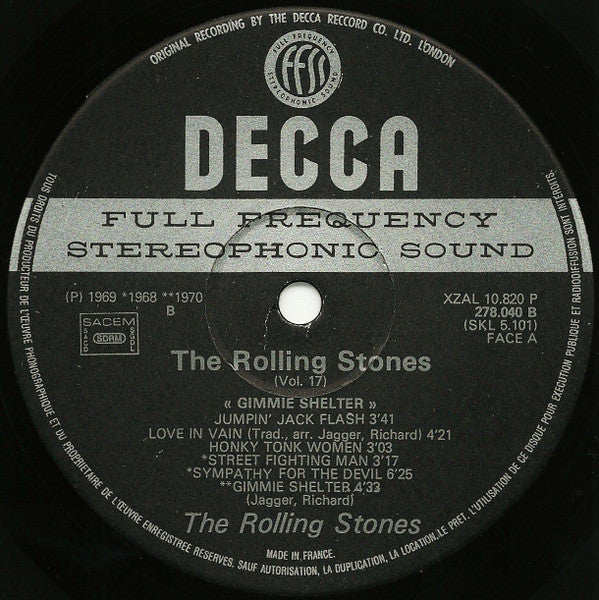 ORIGINAL RECORDING BY THE DECCA RECCORD CO. LTD. LONDON
FULL FREQUENCY
ffss
STEREOPHONIC SOUND
DECCA
FULL FREQUENCY
STEREOPHONIC SOUND
(P) 1969 *1968 **1970
B
XZAL 10.820 P
278.040 B
(SKL 5.101)
FACE A
SACEM
SACD
SDRM
SGDL
The Rolling Stones
(Vol. 17)
« GIMMIE SHELTER »
JUMPIN' JACK FLASH 3'41
LOVE IN VAIN (Trad., arr. Jagger, Richard) 4'21
HONKY TONK WOMEN 3'03
*STREET FIGHTING MAN 3'17
*SYMPATHY FOR THE DEVIL 6'25
**GIMMIE SHELTER 4'33
(Jagger, Richard)
The Rolling Stones
MADE IN FRANCE.
TOUS DROITS DU PRODUCTEUR DE L'ŒUVRE PHONOGRAPHIQUE ET DU PROPRIETAIRE DE L'ŒUVRE ENREGISTREE RESERVES. SAUF AUTORISATION, LA DUPLICATION, LA LOCATION, LE PRET, L'UTILISATION DE CE DISQUE POUR EXECUTION PUBLIQUE ET RADIODIFFUSION SONT INTERDITS.